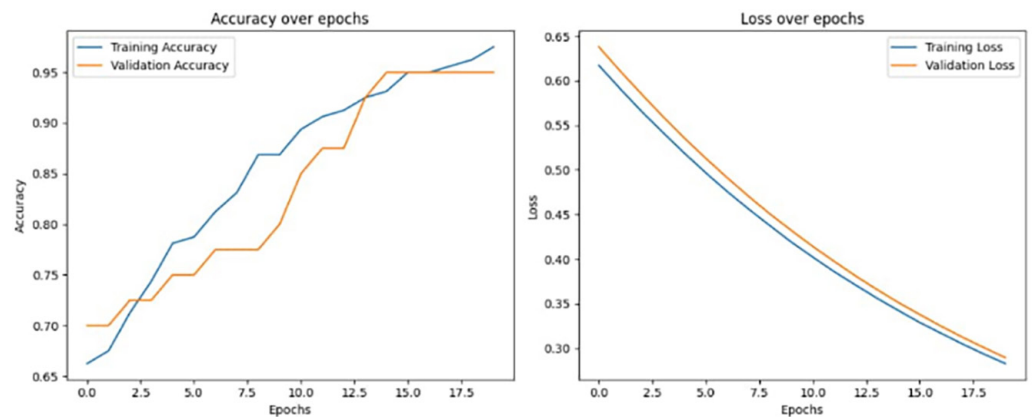 Accuracy over epochs
Training Accuracy
Validation Accuracy
0.95
0.90
0.85
0.80
0.75
0.70
0.65
Accuracy
0.0 2.5 5.0 7.5 10.0 12.5 15.0 17.5
Epochs
Loss over epochs
Training Loss
Validation Loss
0.65
0.60
0.55
0.50
0.45
0.40
0.35
0.30
Loss
0.0 2.5 5.0 7.5 10.0 12.5 15.0 17.5
Epochs